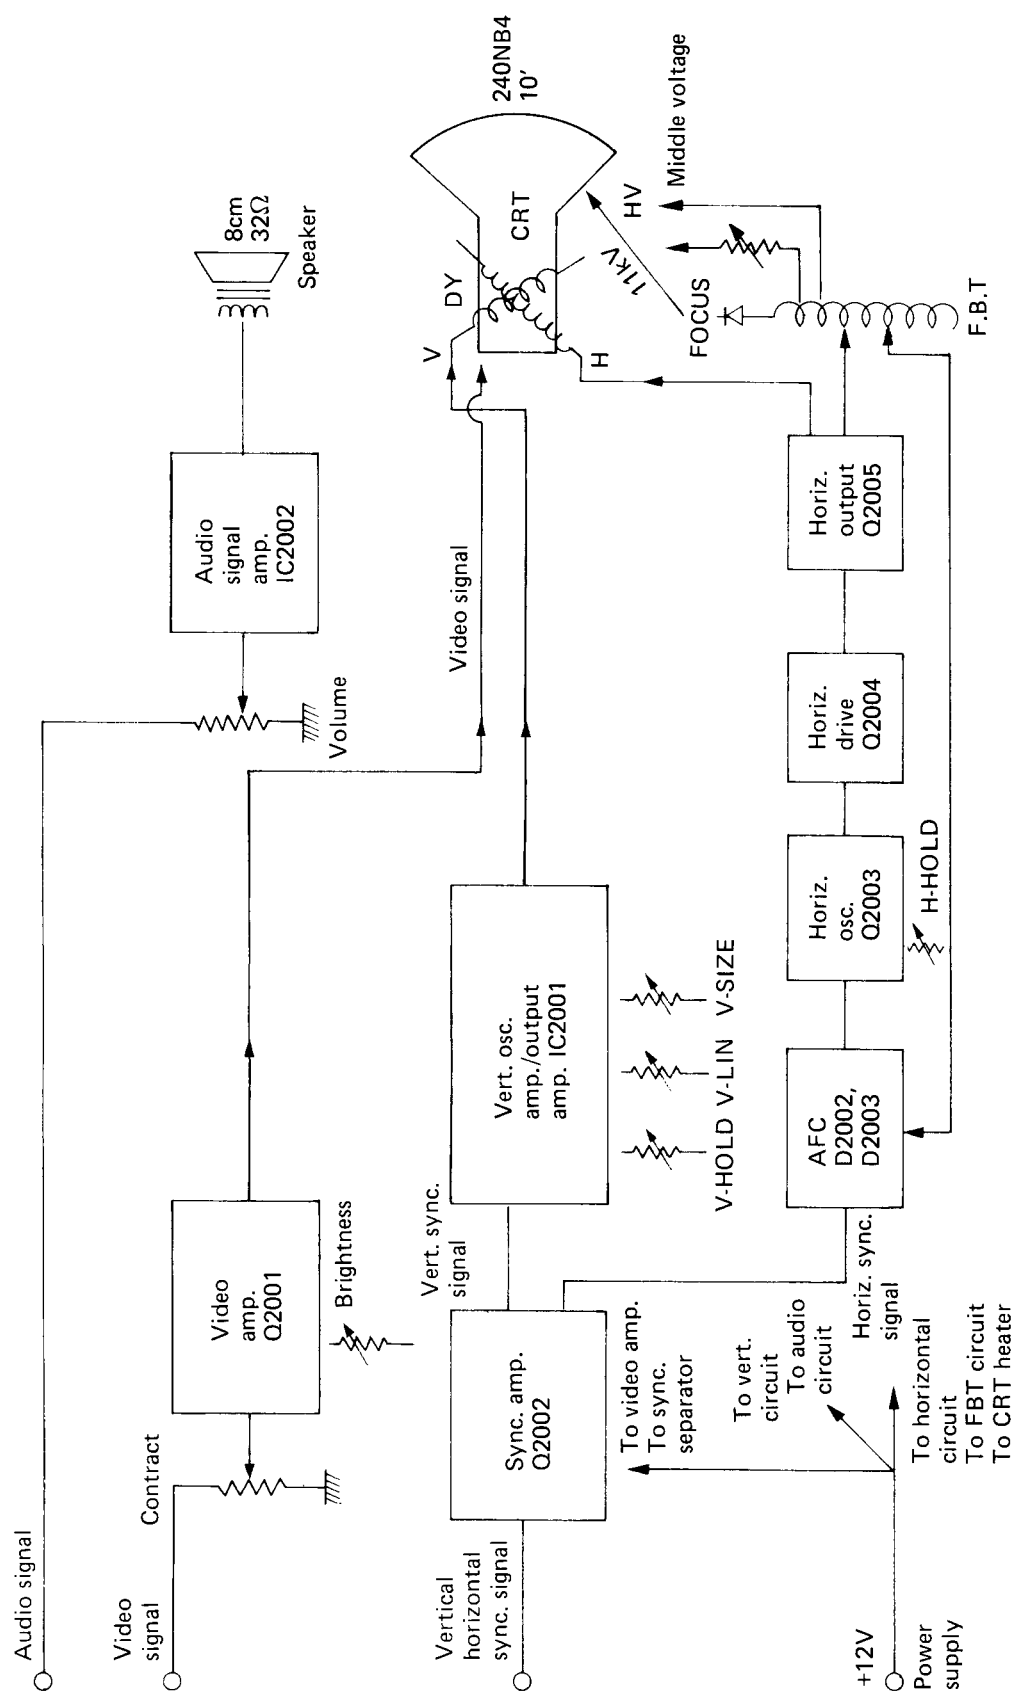 Audio signal
Volume
Audio
signal
amp.
IC2002
8cm
32Ω
Speaker
Video
signal
Contract
Video
amp.
Q2001
Brightness
Video signal
V
DY
CRT
240NB4
10'
H
11kV
HV
Middle voltage
FOCUS
F.B.T
Vertical
horizontal
sync. signal
Sync. amp.
Q2002
Vert. sync.
signal
Vert. osc.
amp./output
amp. IC2001
V-HOLD
V-LIN
V-SIZE
Horiz. sync.
signal
AFC
D2002,
D2003
Horiz.
osc.
Q2003
H-HOLD
Horiz.
drive
Q2004
Horiz.
output
Q2005
+12V
Power
supply
To video amp.
To sync.
separator
To vert.
circuit
To audio
circuit
To horizontal
circuit
To FBT circuit
To CRT heater